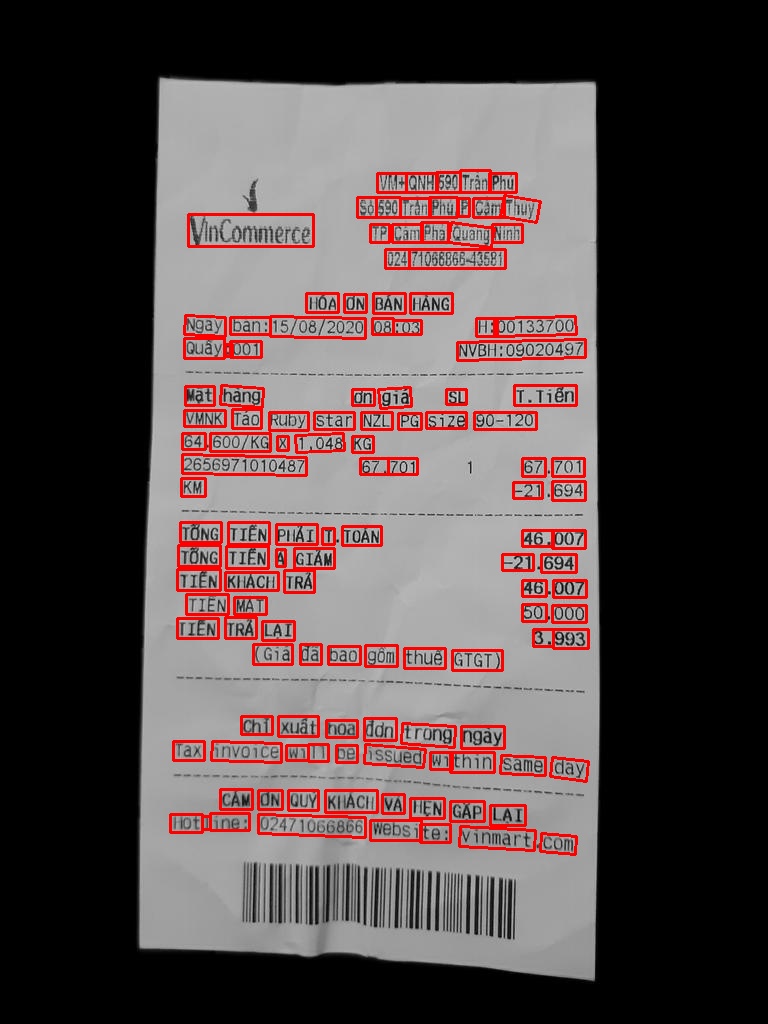 VM+ QNH 590 Trần Phú
Số 590 Trần Phú, P Cẩm Thủy
VinCommerce
TP Cẩm Phả Quảng Ninh
024 71066866-43581
HÓA ĐƠN BÁN HÀNG
Ngày bán: 15/08/2020 08:03 HĐ:00133700
Quầy:001 NVBH:09020497
Mặt hàng Đơn giá SL T.Tiền
VMNK Táo Ruby star NZL PG size 90-120
64.600/KG X 1,048 KG
2656971010487 67.701 1 67.701
KM -21.694
TỔNG TIỀN PHẢI T.TOÁN 46.007
TỔNG TIỀN ĐÃ GIẢM -21.694
TIỀN KHÁCH TRẢ 46.007
TIỀN MẶT 50.000
TIỀN TRẢ LẠI 3.993
(Giá đã bao gồm thuế GTGT)
Chỉ xuất hóa đơn trong ngày
Tax invoice will be issued within same day
CẢM ƠN QUÝ KHÁCH VÀ HẸN GẶP LẠI
Hotline: 02471066866 Website: vinmart.com